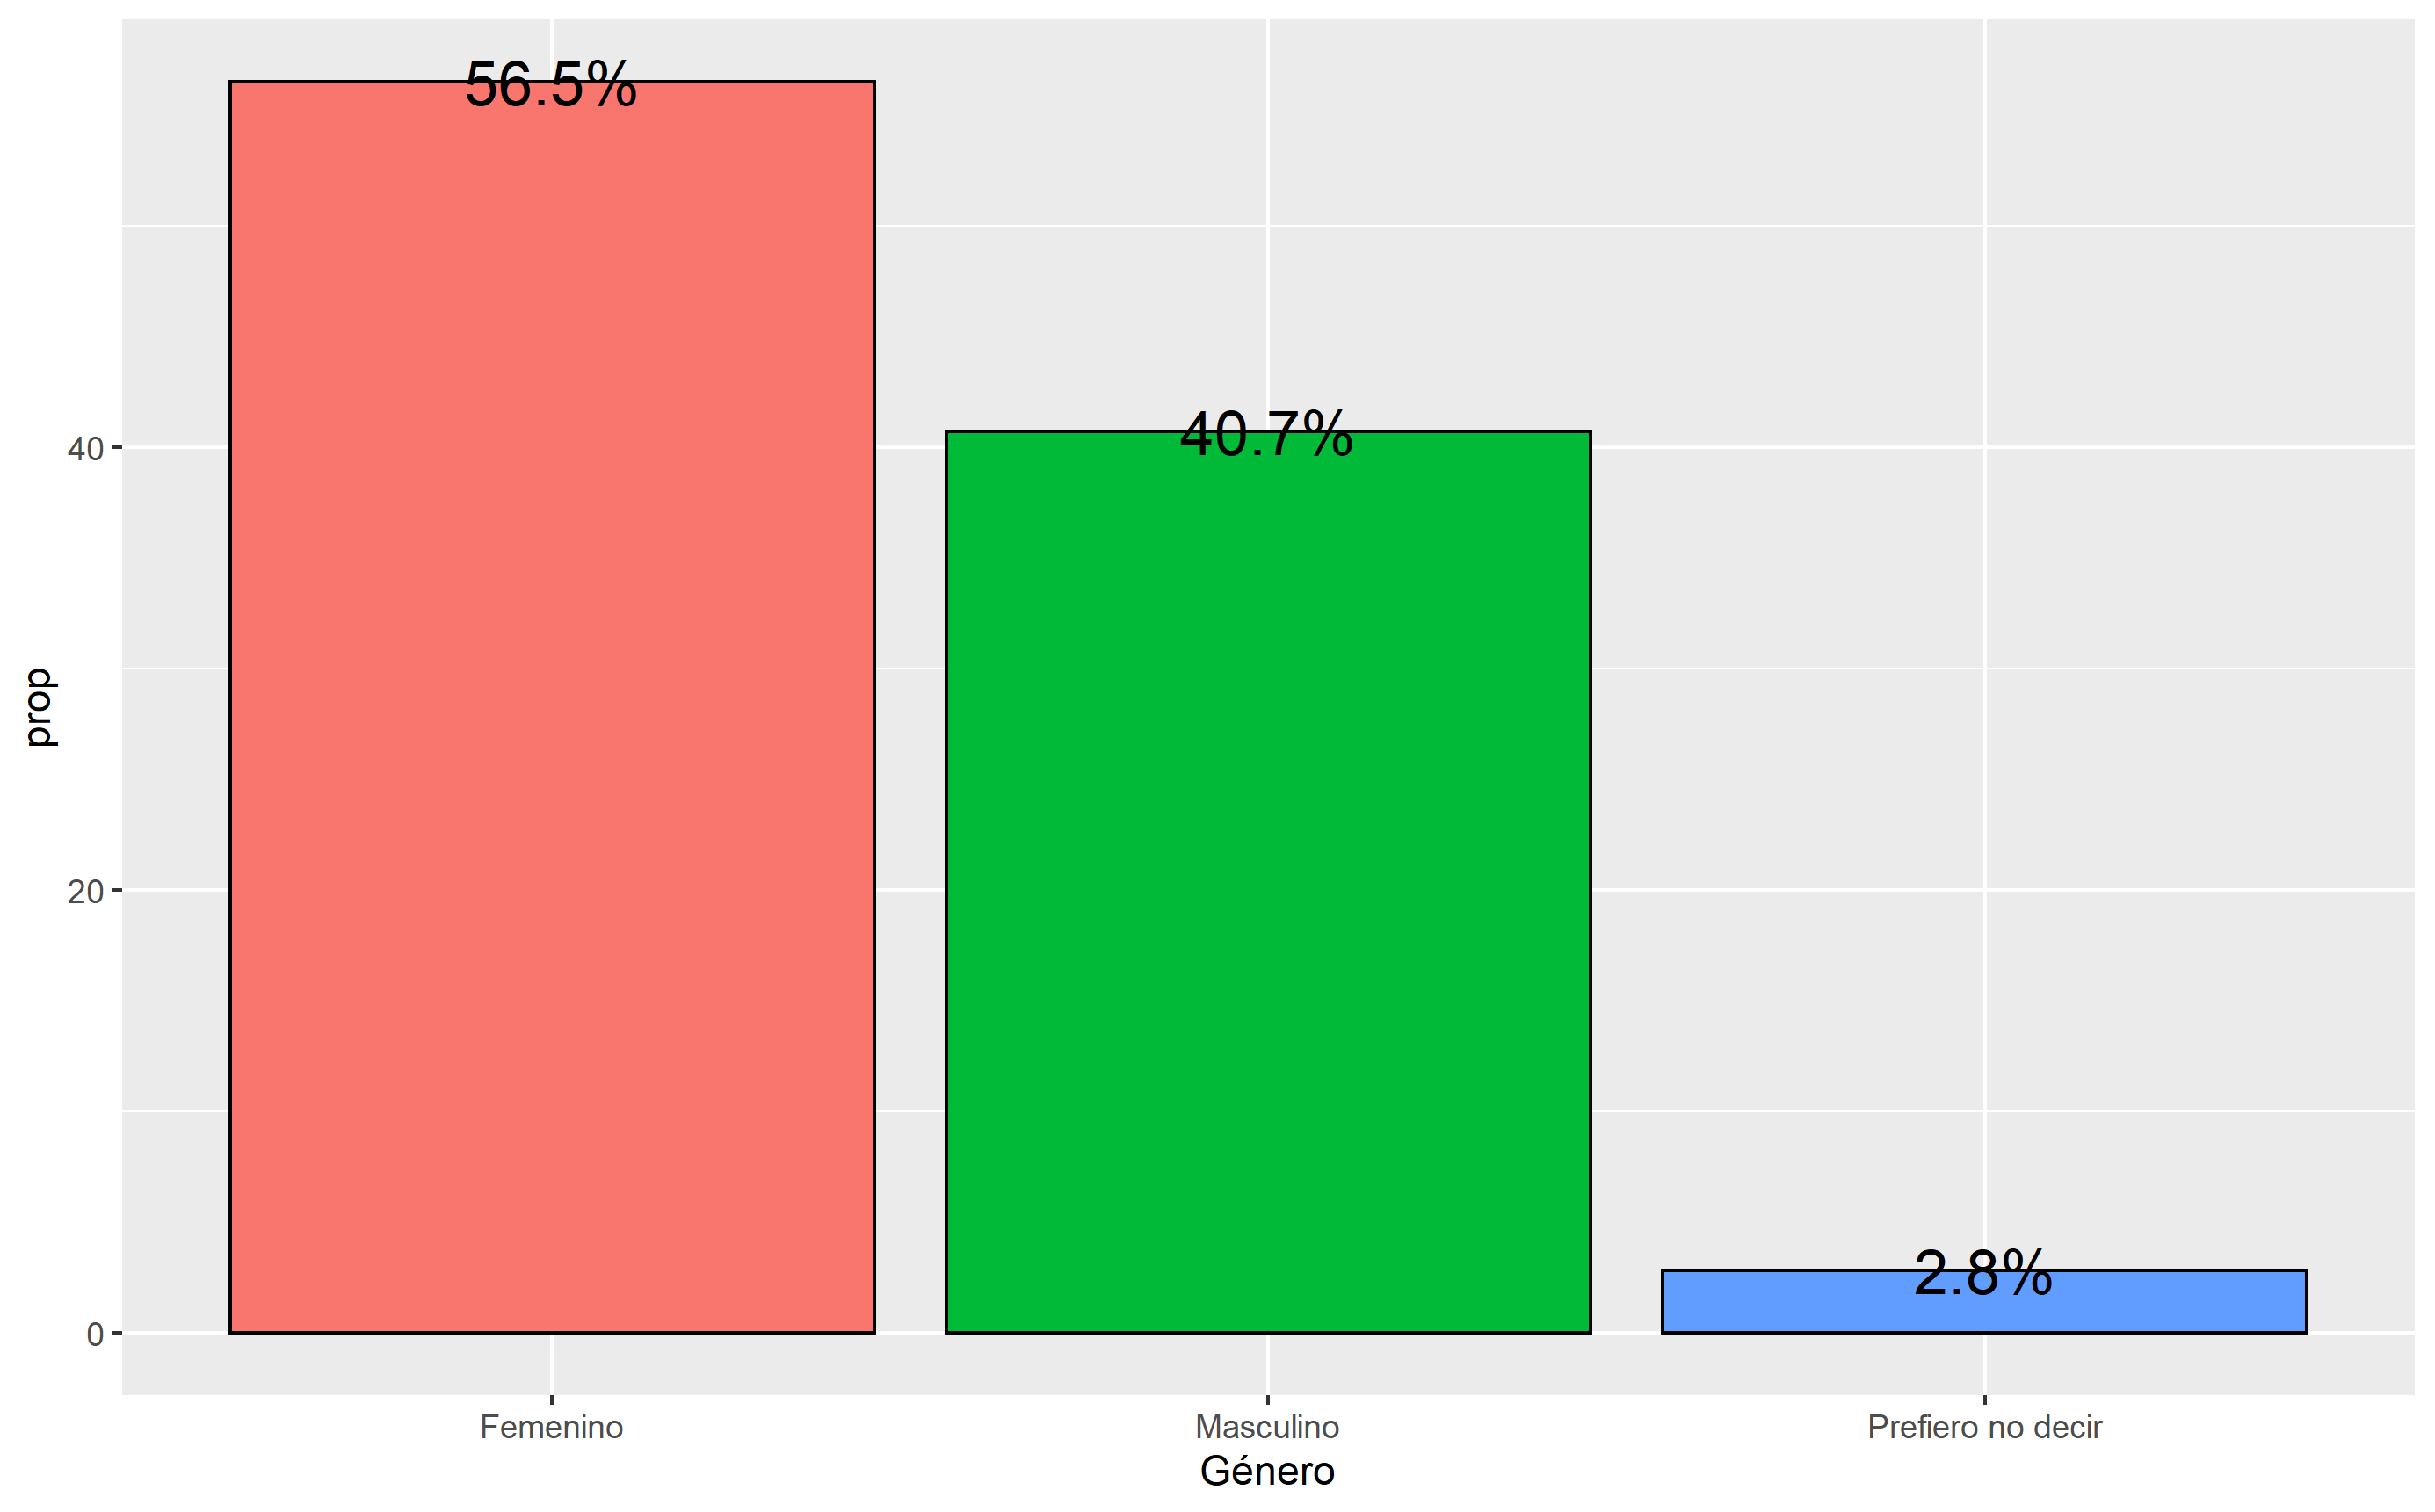 56.5%
40.7%
2.8%
40
20
0
prop
Femenino
Masculino
Prefiero no decir
Género